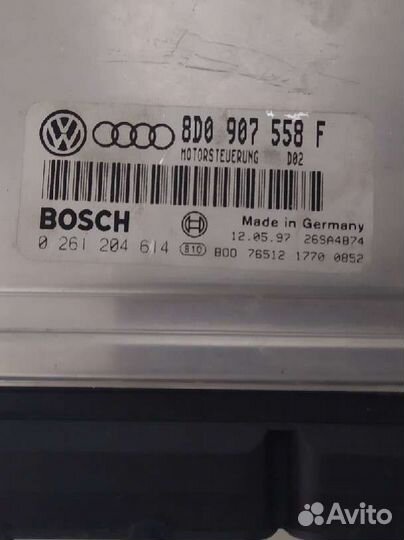 8D0 907 558 F
MOTORSTEUERUNG D02
BOSCH
Made in Germany
12.05.97 26SA4874
0 261 204 614 810 B00 76512 1770 0852
Avito